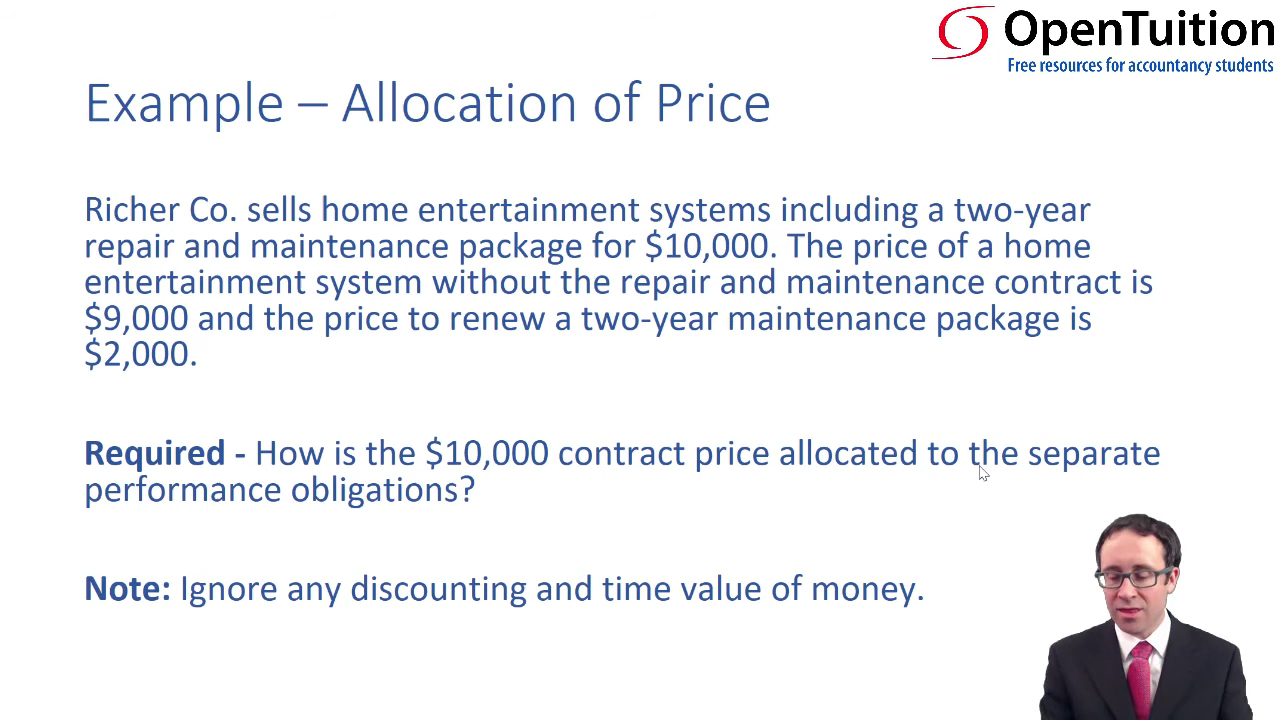 OpenTuition
Free resources for accountancy students
Example – Allocation of Price
Richer Co. sells home entertainment systems including a two-year
repair and maintenance package for $10,000. The price of a home
entertainment system without the repair and maintenance contract is
$9,000 and the price to renew a two-year maintenance package is
$2,000.
Required - How is the $10,000 contract price allocated to the separate
performance obligations?
Note: Ignore any discounting and time value of money.